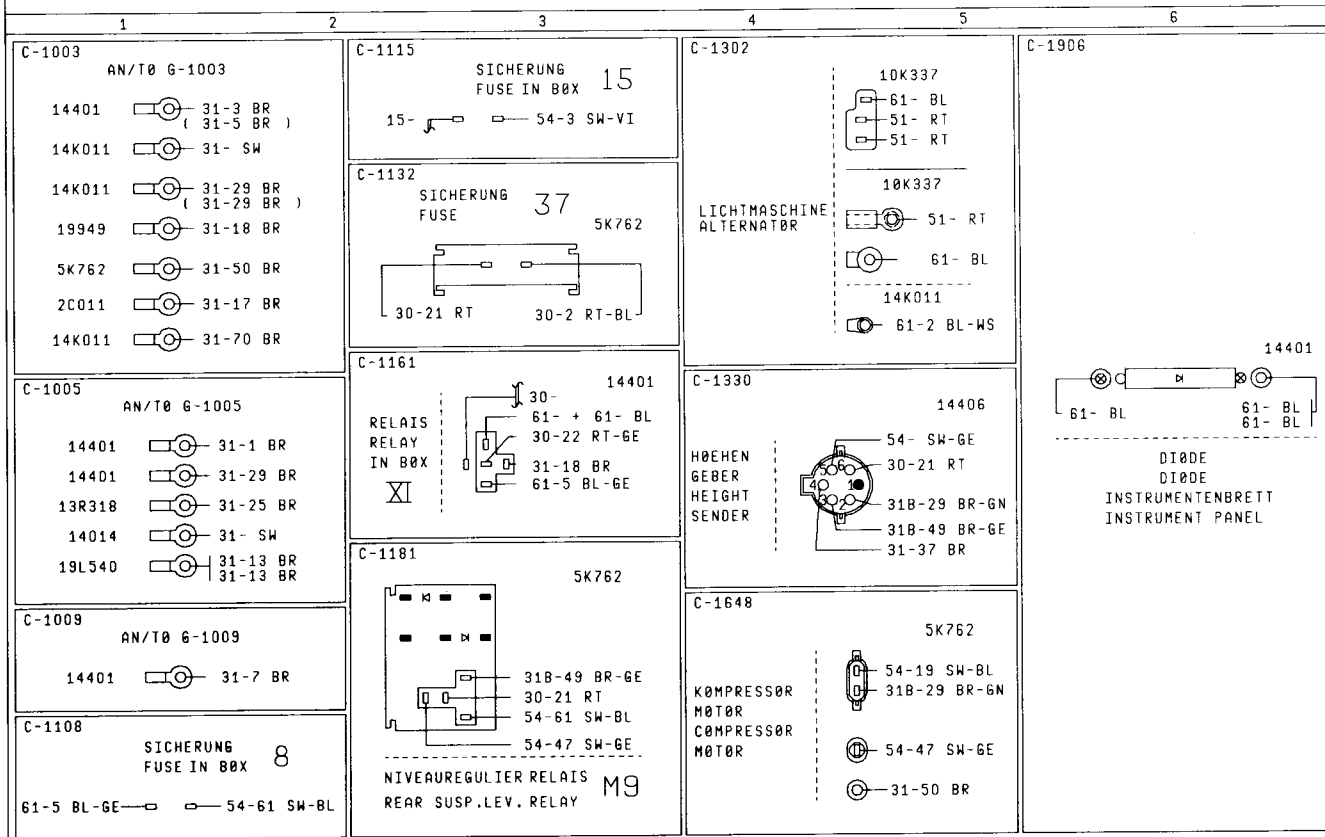 1 2 3 4 5 6
C-1003
AN/TØ G-1003
14401 31-3 BR
( 31-5 BR )
14K011 31- SW
14K011 31-29 BR
( 31-29 BR )
19949 31-18 BR
5K762 31-50 BR
2C011 31-17 BR
14K011 31-70 BR
C-1005
AN/TØ G-1005
14401 31-1 BR
14401 31-29 BR
13R318 31-25 BR
14014 31- SW
19L540 31-13 BR
31-13 BR
C-1009
AN/TØ G-1009
14401 31-7 BR
C-1108
SICHERUNG
FUSE IN BØX 8
61-5 BL-GE 54-61 SW-BL
C-1115
SICHERUNG
FUSE IN BØX 15
15- 54-3 SW-VI
C-1132
SICHERUNG
FUSE 37
5K762
30-21 RT 30-2 RT-BL
C-1161
14401
RELAIS
RELAY
IN BØX
XI
30-
61- + 61- BL
30-22 RT-GE
31-18 BR
61-5 BL-GE
C-1181
5K762
31B-49 BR-GE
30-21 RT
54-61 SW-BL
54-47 SW-GE
NIVEAUREGULIER RELAIS
REAR SUSP.LEV. RELAY M9
C-1302
10K337
61- BL
51- RT
51- RT
10K337
LICHTMASCHINE
ALTERNATØR
51- RT
61- BL
14K011
61-2 BL-WS
C-1330
14406
HØEHEN
GEBER
HEIGHT
SENDER
5 6
4 1
3 2
54- SW-GE
30-21 RT
31B-29 BR-GN
31B-49 BR-GE
31-37 BR
C-1648
5K762
KØMPRESSØR
MØTØR
CØMPRESSØR
MØTØR
54-19 SW-BL
31B-29 BR-GN
54-47 SW-GE
31-50 BR
C-1906
14401
61- BL 61- BL
61- BL
DIØDE
DIØDE
INSTRUMENTENBRETT
INSTRUMENT PANEL